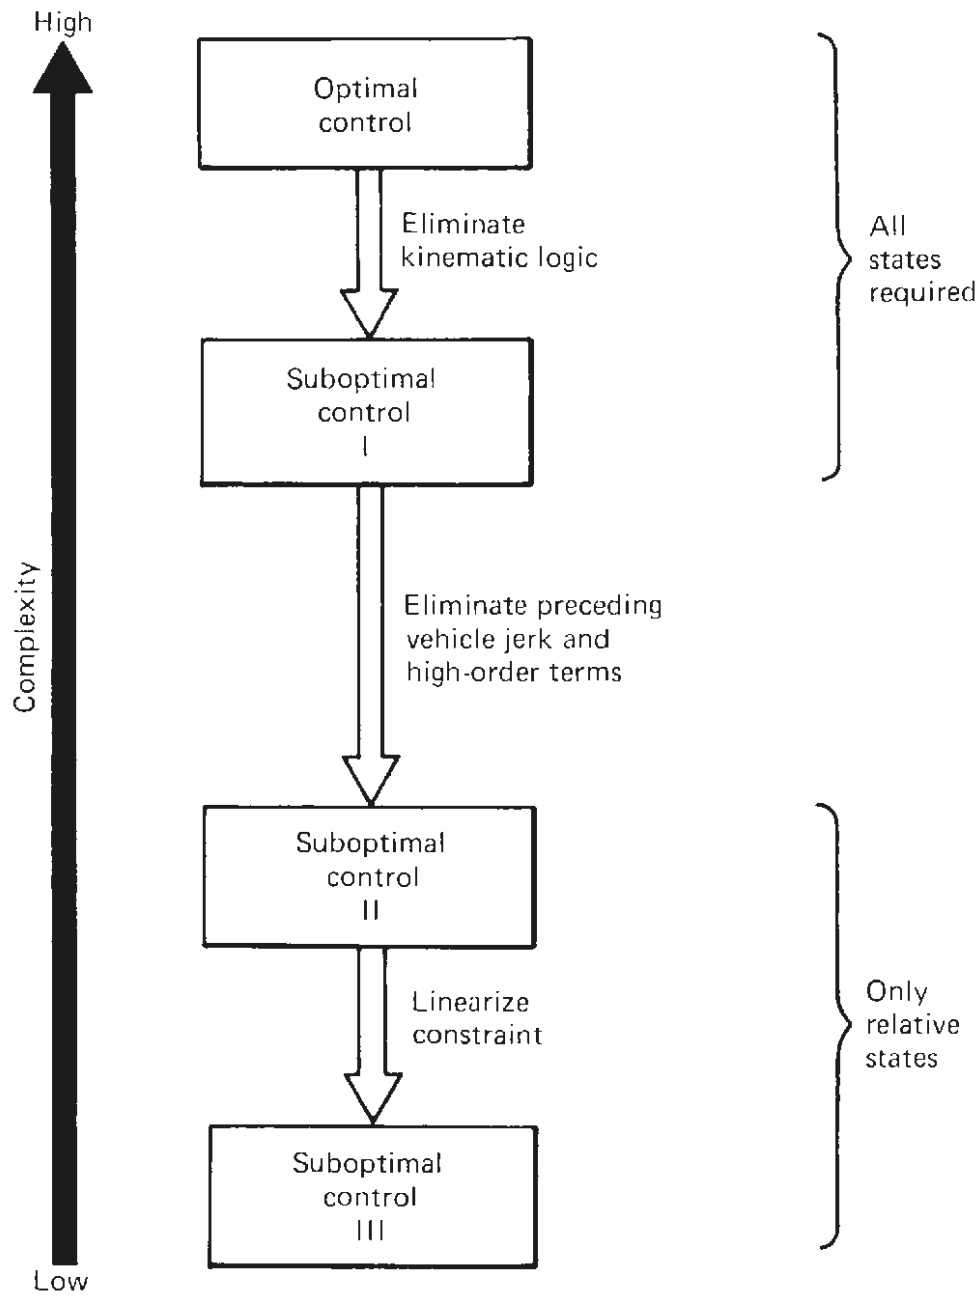 High
Optimal
control
Eliminate
kinematic logic
All
states
required
Suboptimal
control
I
Complexity
Eliminate preceding
vehicle jerk and
high-order terms
Suboptimal
control
II
Linearize
constraint
Only
relative
states
Suboptimal
control
III
Low